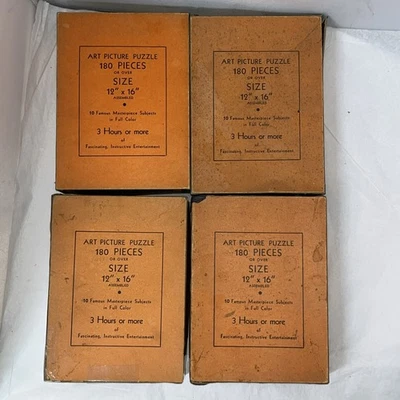 ART PICTURE PUZZLE
180 PIECES
OR OVER
SIZE
12" x 16"
ASSEMBLED
10 Famous Masterpiece Subjects
in Full Color
3 Hours or more
of
Fascinating, Instructive Entertainment
ART PICTURE PUZZLE
180 PIECES
OR OVER
SIZE
12" x 16"
ASSEMBLED
10 Famous Masterpiece Subjects
in Full Color
3 Hours or more
of
Fascinating, Instructive Entertainment
ART PICTURE PUZZLE
180 PIECES
OR OVER
SIZE
12" x 16"
ASSEMBLED
10 Famous Masterpiece Subjects
in Full Color
3 Hours or more
of
Fascinating, Instructive Entertainment
ART PICTURE PUZZLE
180 PIECES
OR OVER
SIZE
12" x 16"
ASSEMBLED
10 Famous Masterpiece Subjects
in Full Color
3 Hours or more
of
Fascinating, Instructive Entertainment